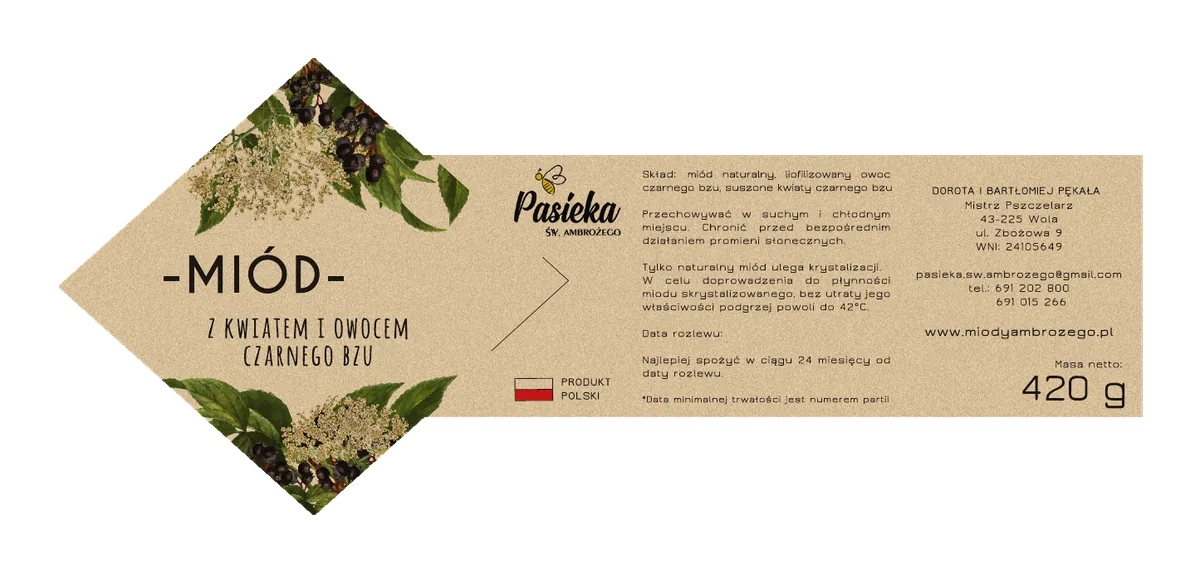 -MIÓD-
Z KWIATEM I OWOCEM
CZARNEGO BZU
Pasieka
ŚW. AMBROŻEGO
PRODUKT
POLSKI
Skład: miód naturalny, liofilizowany owoc
czarnego bzu, suszone kwiaty czarnego bzu
Przechowywać w suchym i chłodnym
miejscu. Chronić przed bezpośrednim
działaniem promieni słonecznych.
Tylko naturalny miód ulega krystalizacji.
W celu doprowadzenia do płynności
miodu skrystalizowanego, bez utraty jego
właściwości podgrzej powoli do 42°C.
Data rozlewu:
Najlepiej spożyć w ciągu 24 miesięcy od
daty rozlewu.
*Data minimalnej trwałości jest numerem partii
DOROTA I BARTŁOMIEJ PĘKAŁA
Mistrz Pszczelarz
43-225 Wola
ul. Zbożowa 9
WNI: 24105649
pasieka.sw.ambrozego@gmail.com
tel.: 691 202 800
691 015 266
www.miodyambrozego.pl
Masa netto:
420 g